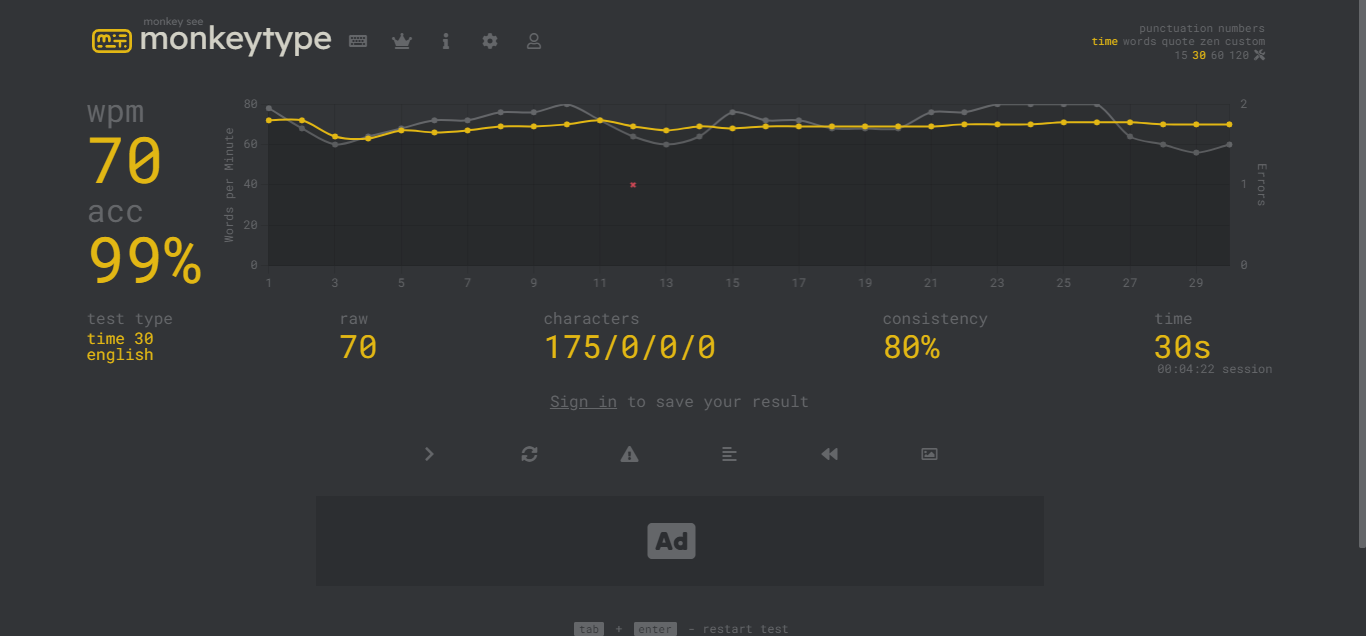 monkey see
monkeytype
punctuation numbers
time words quote zen custom
15 30 60 120
wpm
70
acc
99%
Words per Minute
80
60
40
20
0
1 3 5 7 9 11 13 15 17 19 21 23 25 27 29
2
1
0
Errors
test type
time 30
english
raw
70
characters
175/0/0/0
consistency
80%
time
30s
00:04:22 session
Sign in to save your result
Ad
tab + enter - restart test